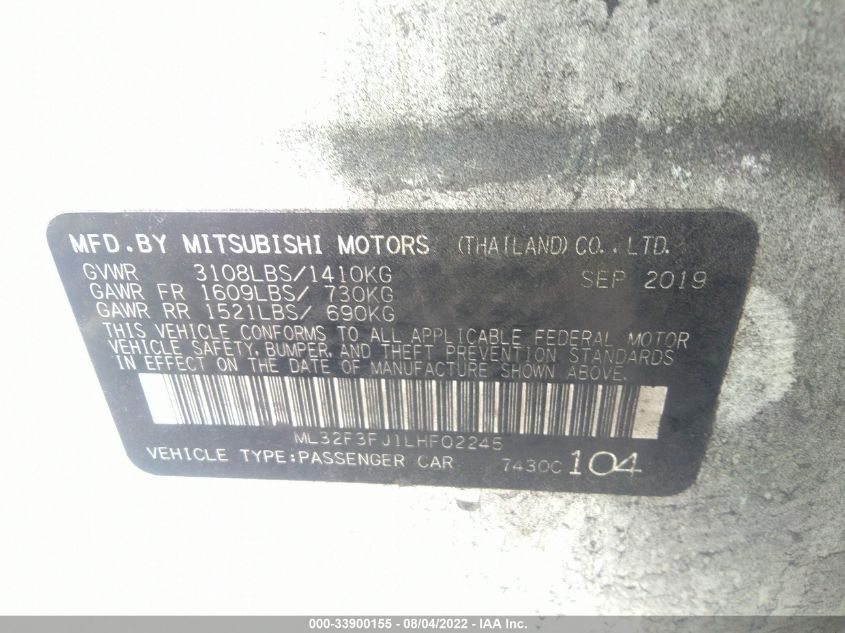 MFD.BY MITSUBISHI MOTORS (THAILAND) CO., LTD.
GVWR 3108LBS/1410KG SEP 2019
GAWR FR 1609LBS/ 730KG
GAWR RR 1521LBS/ 690KG
THIS VEHICLE CONFORMS TO ALL APPLICABLE FEDERAL MOTOR
VEHICLE SAFETY, BUMPER, AND THEFT PREVENTION STANDARDS
IN EFFECT ON THE DATE OF MANUFACTURE SHOWN ABOVE.
ML32F3FJ1LHF02245
VEHICLE TYPE:PASSENGER CAR 7430C 104
000-33900155 - 08/04/2022 - IAA Inc.